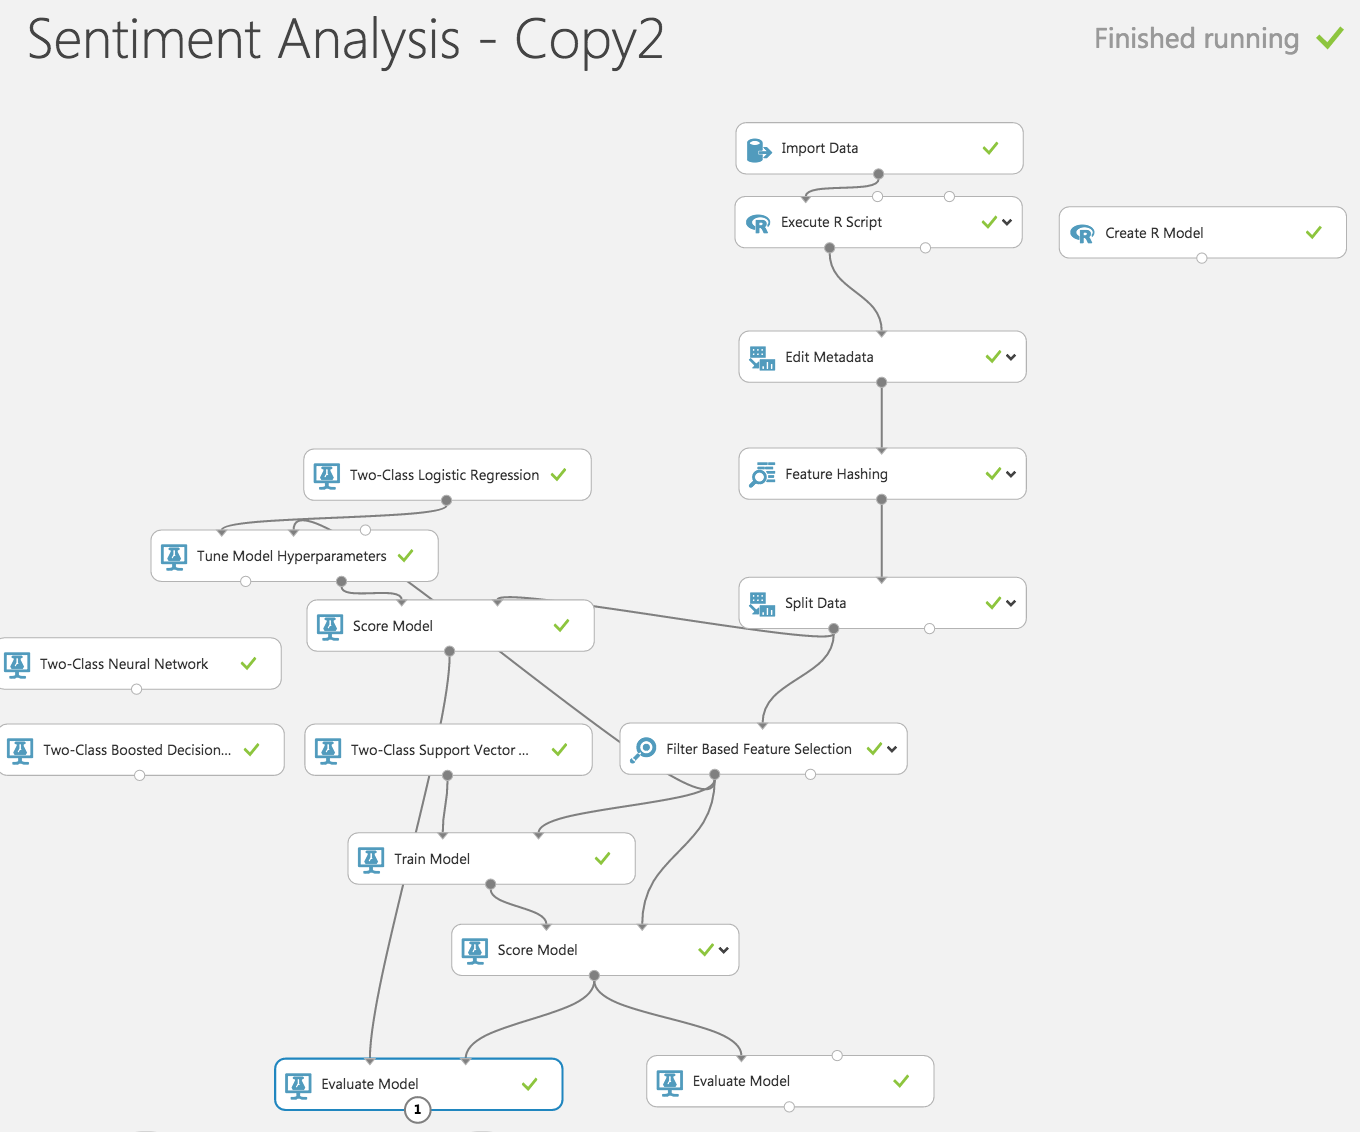 Sentiment Analysis - Copy2
Finished running
Import Data
Execute R Script
Create R Model
Edit Metadata
Two-Class Logistic Regression
Feature Hashing
Tune Model Hyperparameters
Split Data
Score Model
Two-Class Neural Network
Two-Class Boosted Decision...
Two-Class Support Vector ...
Filter Based Feature Selection
Train Model
Score Model
Evaluate Model
Evaluate Model
1